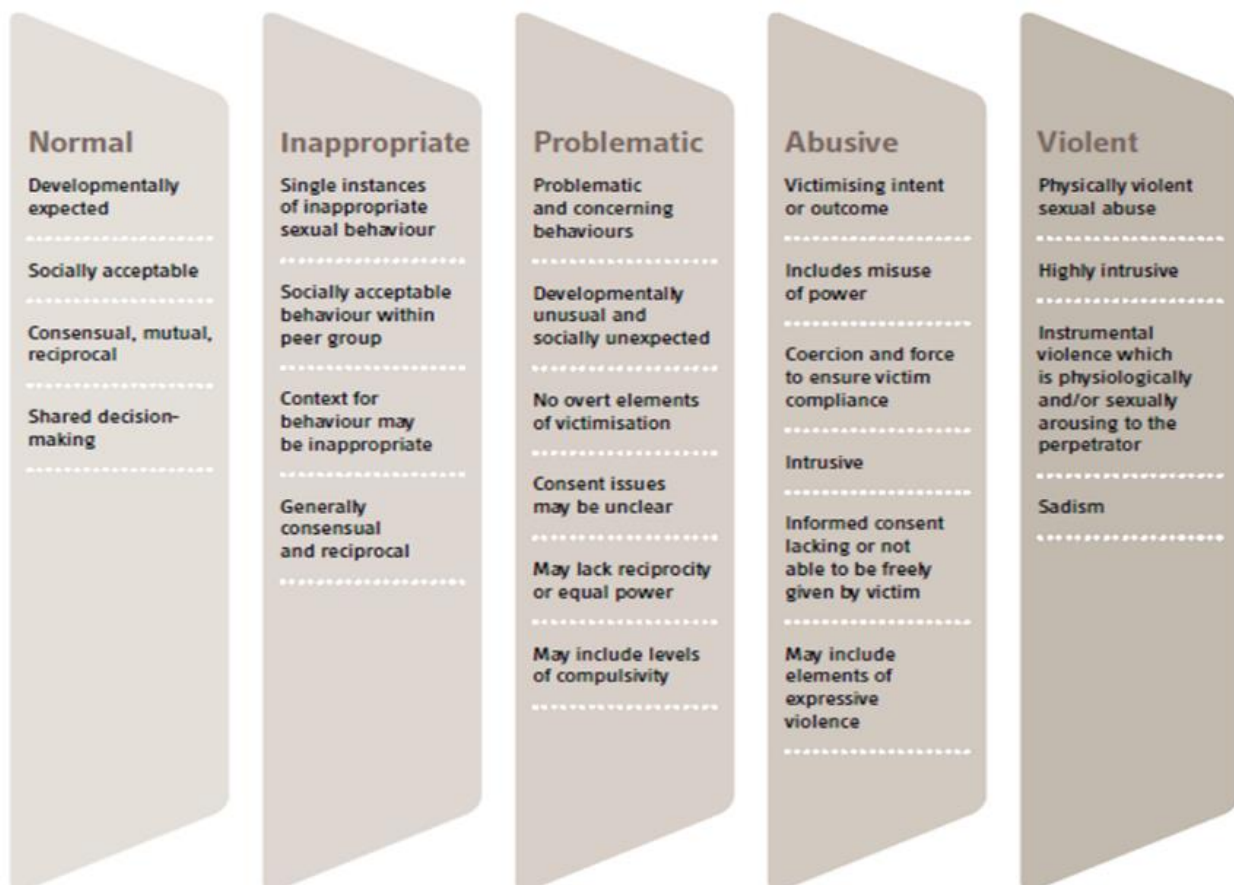 Normal
Developmentally
expected
Socially acceptable
Consensual, mutual,
reciprocal
Shared decision-
making
Inappropriate
Single instances
of inappropriate
sexual behaviour
Socially acceptable
behaviour within
peer group
Context for
behaviour may
be inappropriate
Generally
consensual
and reciprocal
Problematic
Problematic
and concerning
behaviours
Developmentally
unusual and
socially unexpected
No overt elements
of victimisation
Consent issues
may be unclear
May lack reciprocity
or equal power
May include levels
of compulsivity
Abusive
Victimising intent
or outcome
Includes misuse
of power
Coercion and force
to ensure victim
compliance
Intrusive
Informed consent
lacking or not
able to be freely
given by victim
May include
elements of
expressive
violence
Violent
Physically violent
sexual abuse
Highly intrusive
Instrumental
violence which
is physiologically
and/or sexually
arousing to the
perpetrator
Sadism